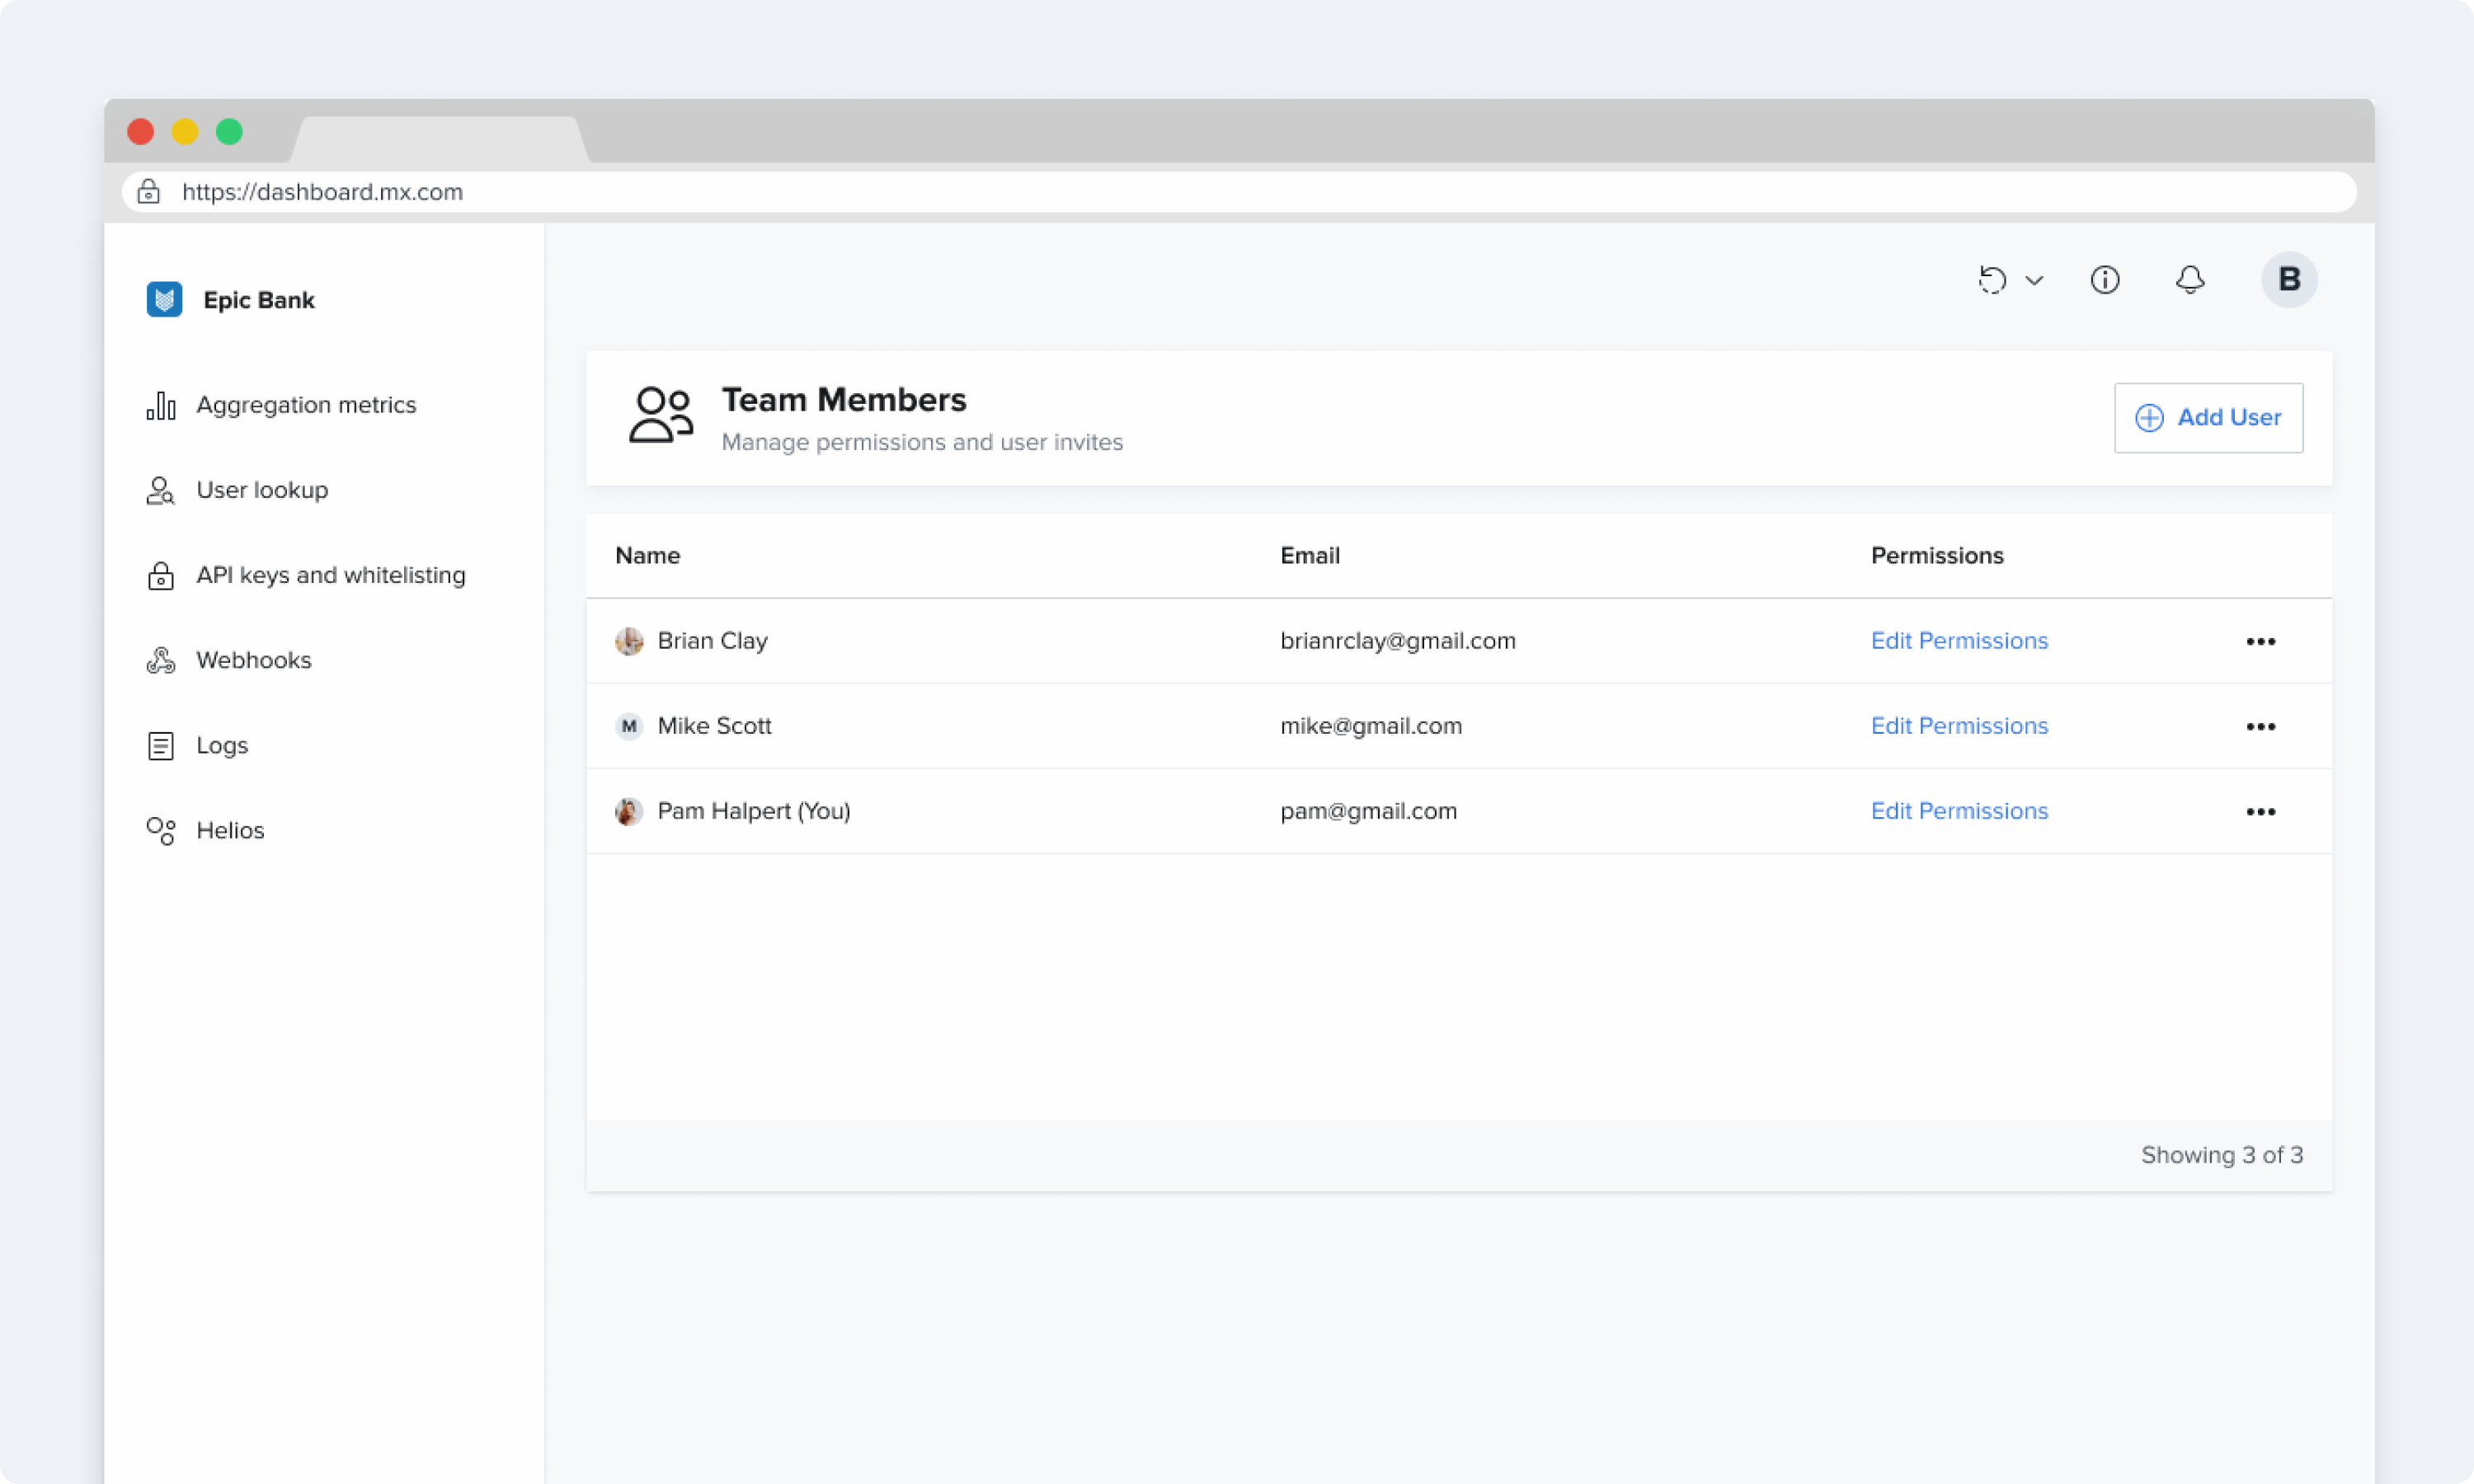 https://dashboard.mx.com
Epic Bank
B
Aggregation metrics
User lookup
API keys and whitelisting
Webhooks
Logs
Helios
Team Members
Manage permissions and user invites
Add User
Name Email Permissions
Brian Clay brianrclay@gmail.com Edit Permissions
M Mike Scott mike@gmail.com Edit Permissions
Pam Halpert (You) pam@gmail.com Edit Permissions
Showing 3 of 3